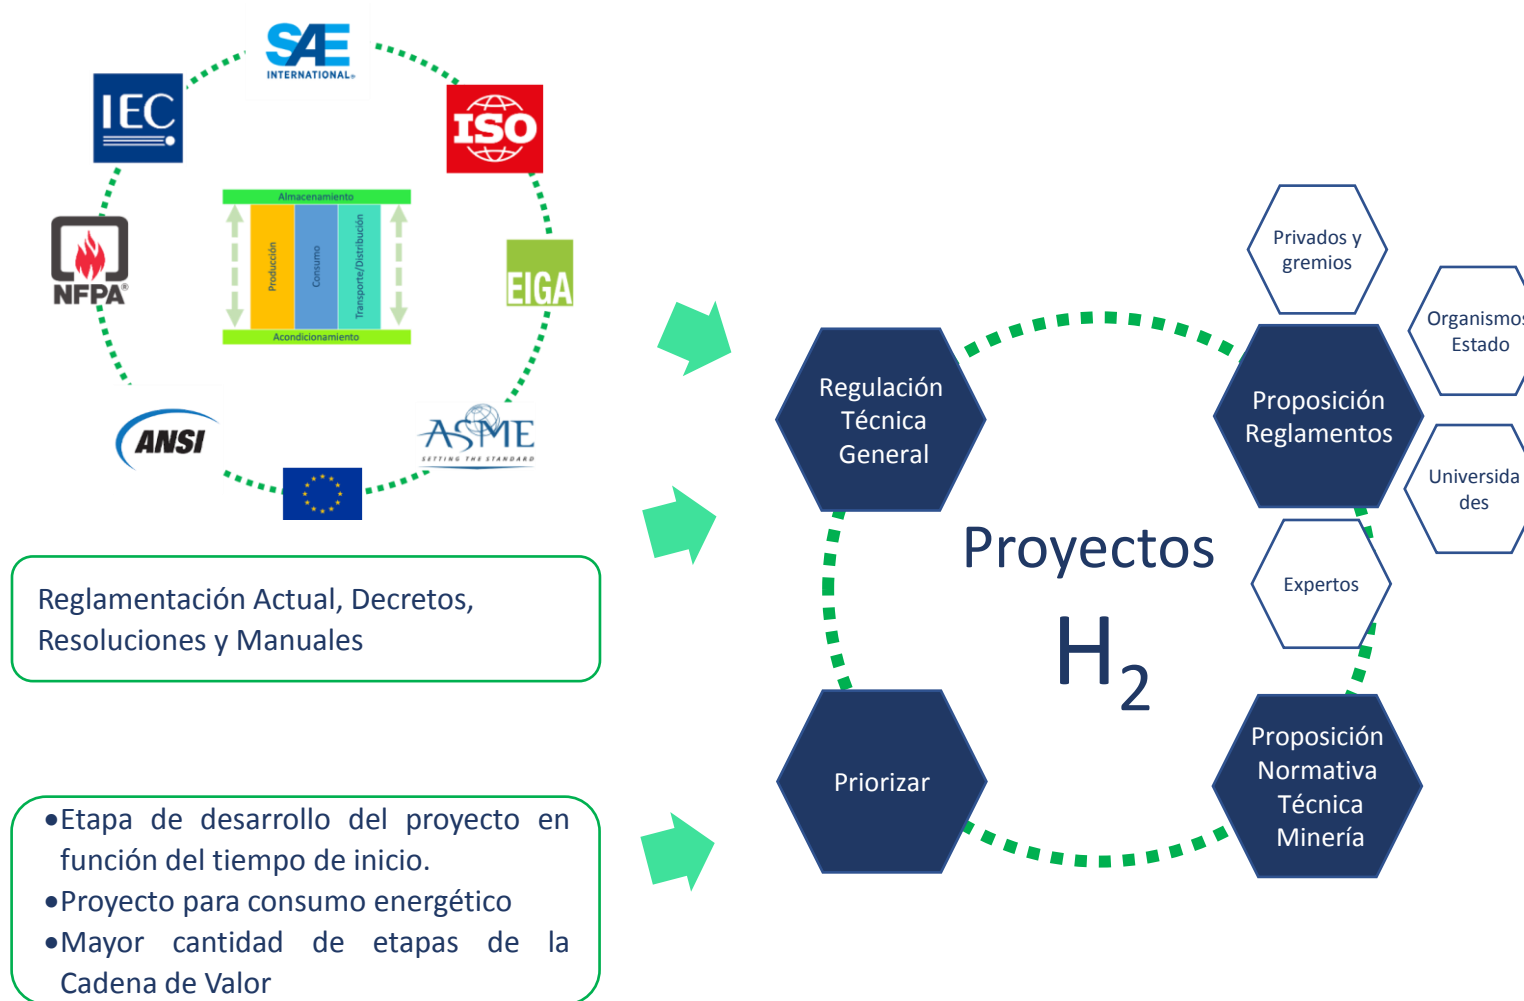 SAE
INTERNATIONAL®
IEC
ISO
NFPA®
EIGA
ANSI
ASME
SETTING THE STANDARD
Almacenamiento
Producción
Consumo
Transporte/Distribución
Acondicionamiento
Reglamentación Actual, Decretos,
Resoluciones y Manuales
•Etapa de desarrollo del proyecto en
función del tiempo de inicio.
•Proyecto para consumo energético
•Mayor cantidad de etapas de la
Cadena de Valor
Regulación
Técnica
General
Proposición
Reglamentos
Privados y
gremios
Organismos
Estado
Universida
des
Expertos
Proyectos
H₂
Priorizar
Proposición
Normativa
Técnica
Minería